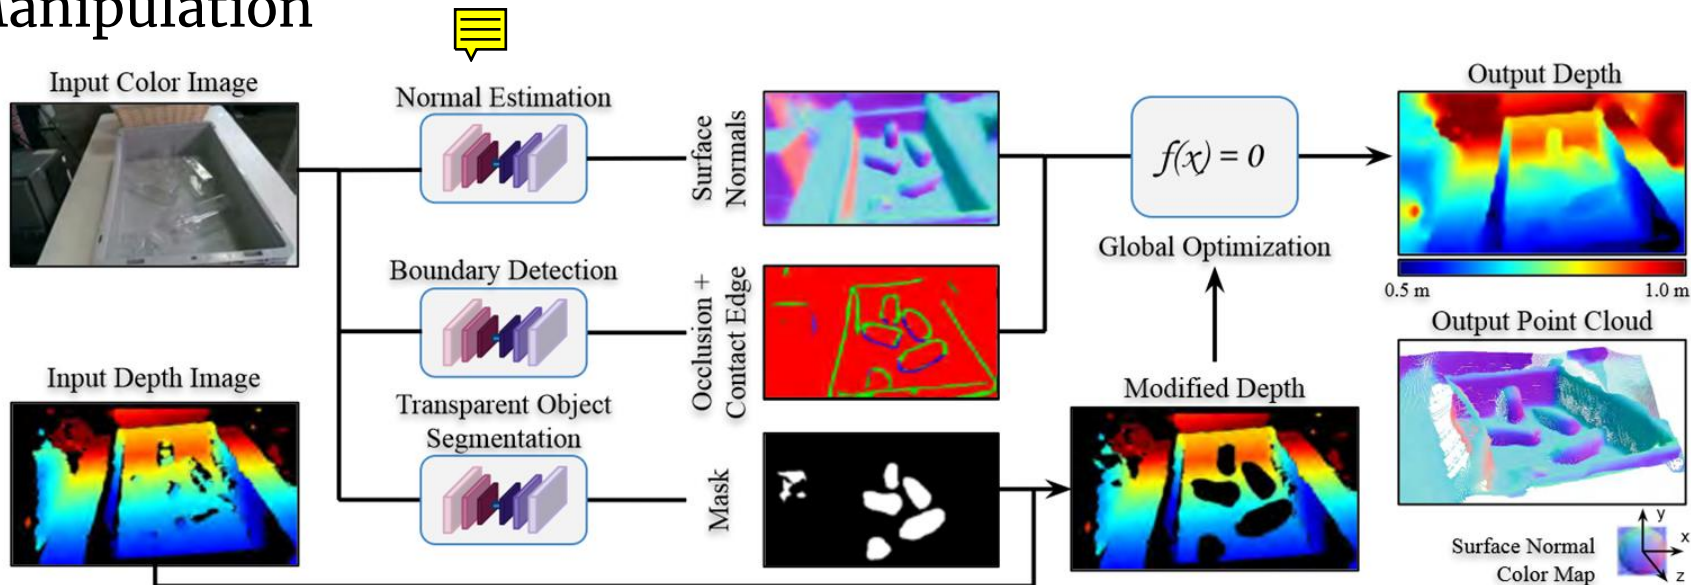 Manipulation
Input Color Image
Normal Estimation
Surface
Normals
f(x) = 0
Global Optimization
Output Depth
0.5 m
1.0 m
Boundary Detection
Occlusion +
Contact Edge
Output Point Cloud
Input Depth Image
Transparent Object
Segmentation
Mask
Modified Depth
Surface Normal
Color Map
y
x
z